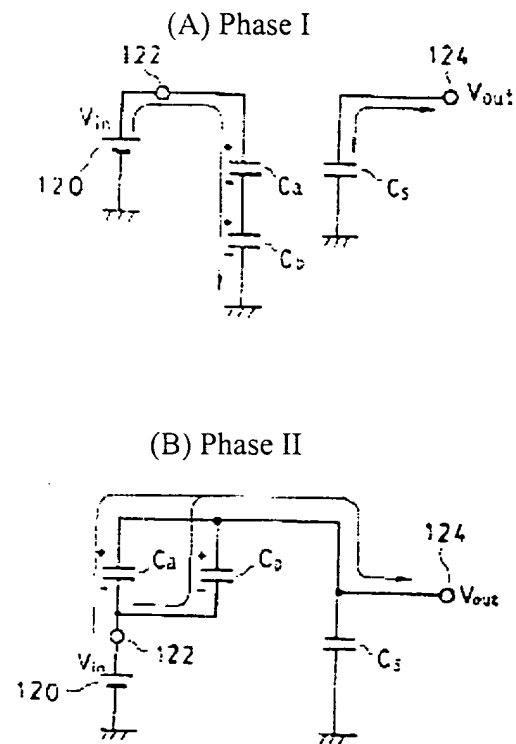 (A) Phase I
122
124
Vin
Vout
120
Ca
Cs
Cb
(B) Phase II
Ca
Cb
124
Vout
122
Vin
120
Cs